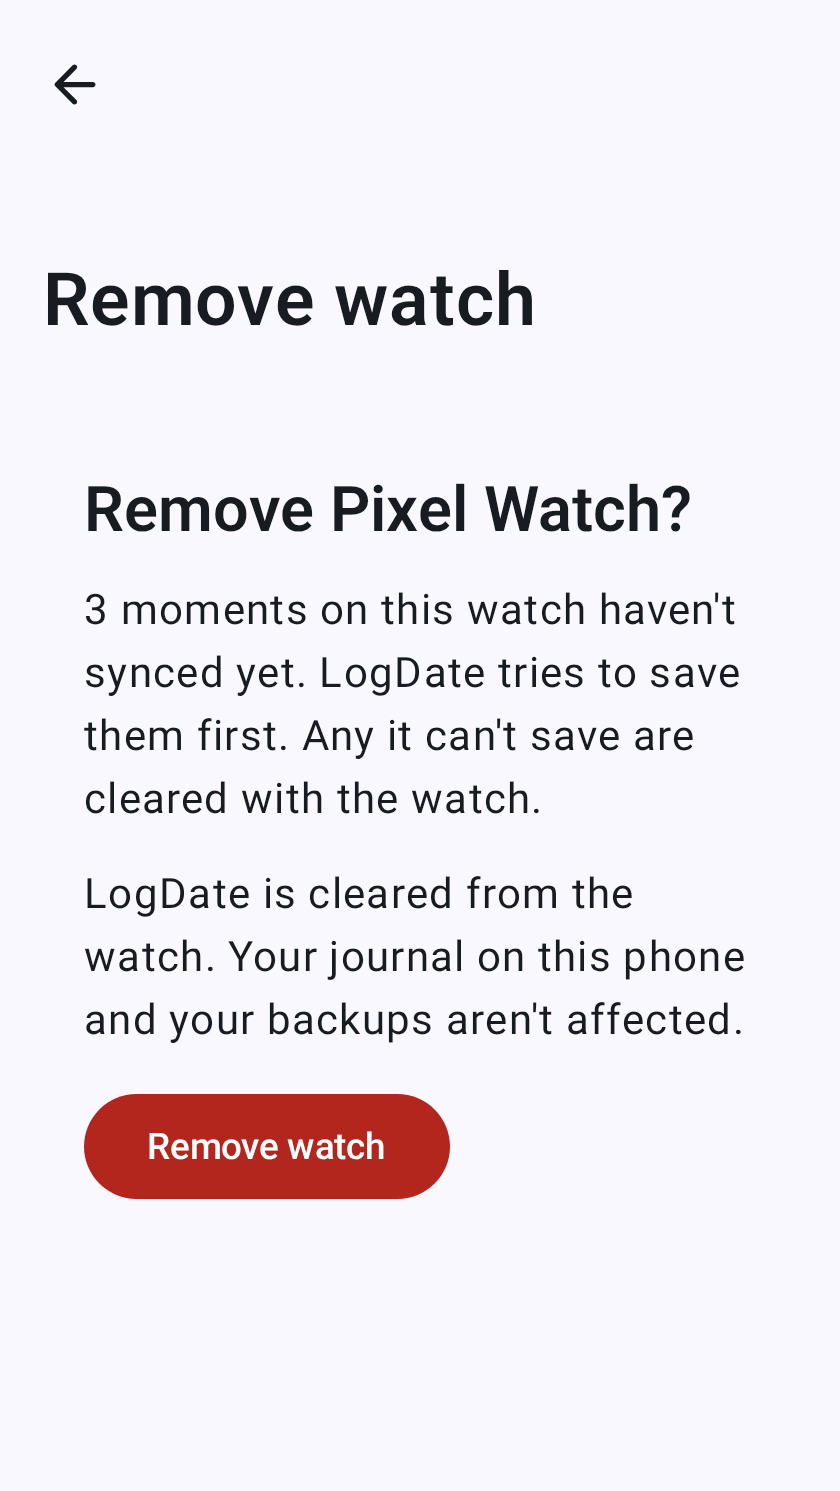 Remove watch
Remove Pixel Watch?
3 moments on this watch haven't
synced yet. LogDate tries to save
them first. Any it can't save are
cleared with the watch.
LogDate is cleared from the
watch. Your journal on this phone
and your backups aren't affected.
Remove watch